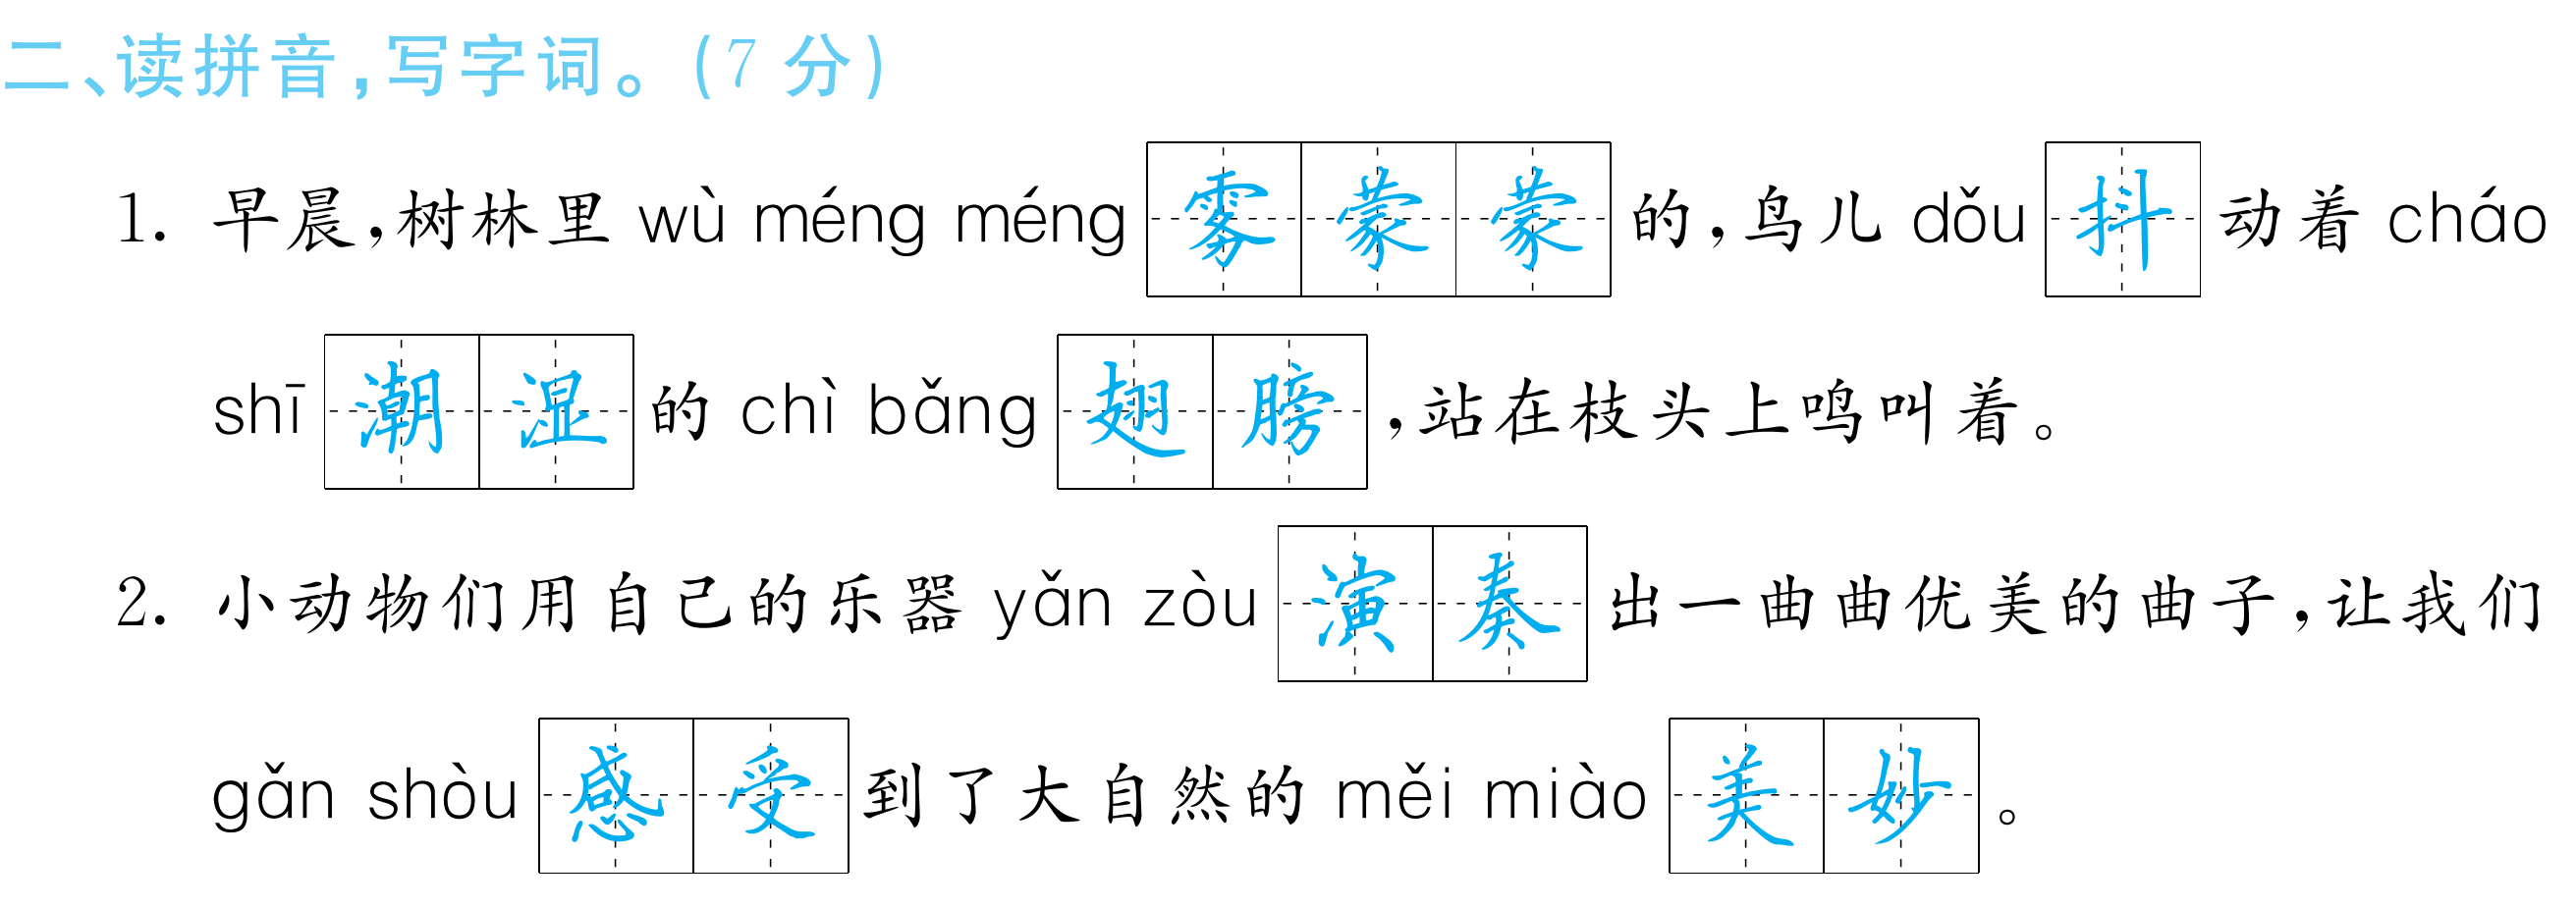 二、读拼音,写字词。(7 分)
1. 早晨,树林里 wù méng méng 雾蒙蒙 的,鸟儿 dǒu 抖 动着 cháo
shī 潮湿 的 chì bǎng 翅膀 ,站在枝头上鸣叫着。
2. 小动物们用自己的乐器 yǎn zòu 演奏 出一曲曲优美的曲子,让我们
gǎn shòu 感受 到了大自然的 měi miào 美妙 。